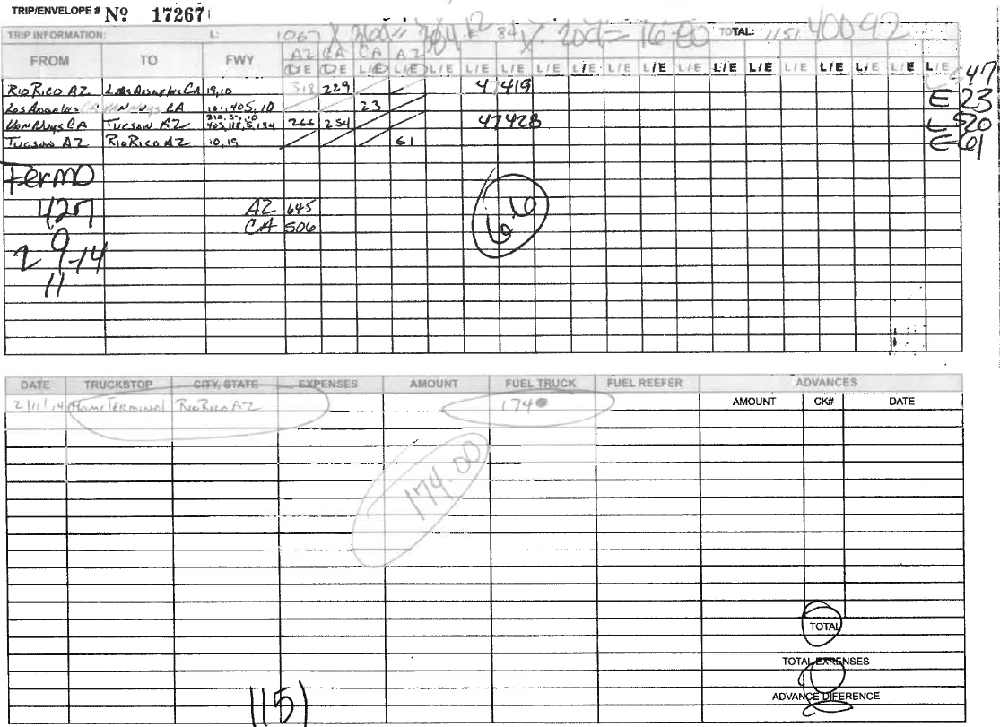 TRIP/ENVELOPE # Nº 17267
TRIP INFORMATION: L: 1067 X 360 = 384.12 84 X .200 = 16.80 TOTAL: 1151 400.92
AZ CA CA AZ
FROM TO FWY L/E L/E L/E L/E L/E L/E L/E L/E L/E L/E L/E L/E L/E L/E L/E L/E L/E L/E L/E
Rio Rico AZ Los Angeles CA 19,10 318 229 47419 L 547
Los Angeles CA Van Nuys CA 101,405,10 23 E 23
210,57,10
Van Nuys CA Tucson AZ 405,118,5,134 266 254 47428 L 520
Tucson AZ Rio Rico AZ 10,19 61 E 61
Termo
427 AZ 645 6.6
CA 506
2 9-14
11
DATE TRUCKSTOP CITY, STATE EXPENSES AMOUNT FUEL TRUCK FUEL REEFER ADVANCES
2/11/14 Home Terminal Rio Rico AZ 174 AMOUNT CK# DATE
174.00
TOTAL
TOTAL EXPENSES
ADVANCE DIFERENCE
1151